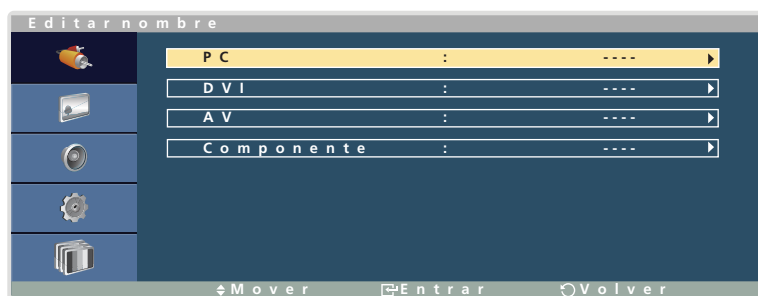 Editar nombre
PC : ----
DVI : ----
AV : ----
Componente : ----
Mover Entrar Volver